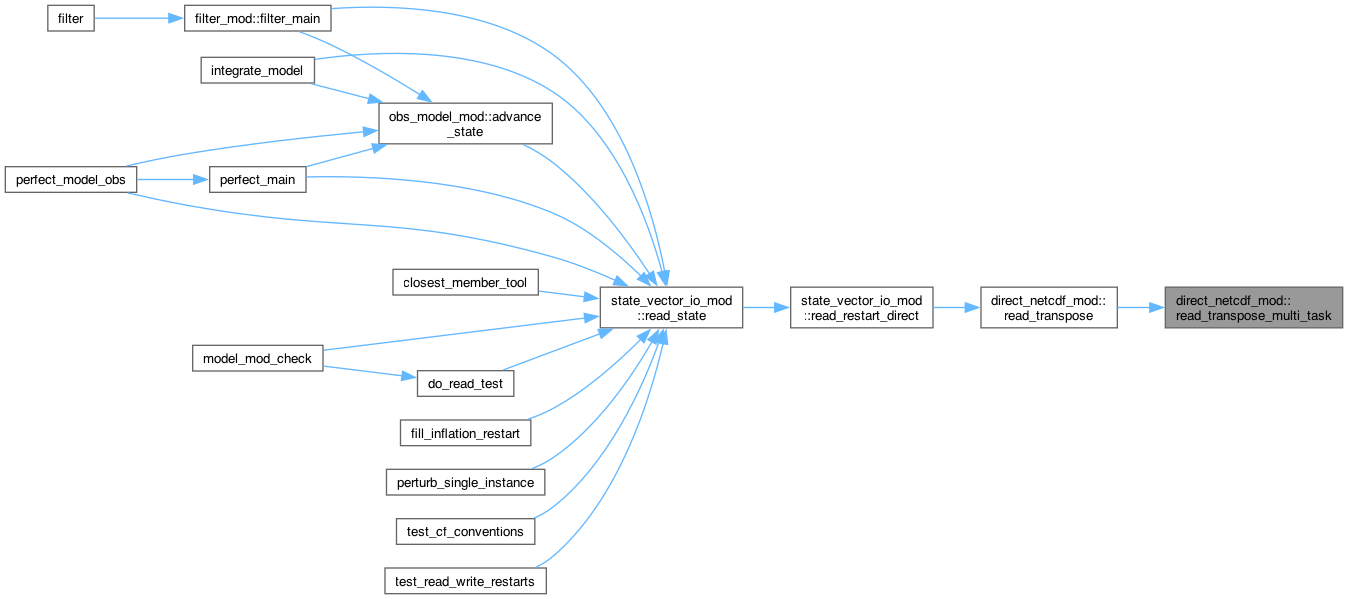 filter
filter_mod::filter_main
integrate_model
obs_model_mod::advance
_state
perfect_model_obs
perfect_main
closest_member_tool
state_vector_io_mod
::read_state
state_vector_io_mod
::read_restart_direct
direct_netcdf_mod::
read_transpose
direct_netcdf_mod::
read_transpose_multi_task
model_mod_check
do_read_test
fill_inflation_restart
perturb_single_instance
test_cf_conventions
test_read_write_restarts